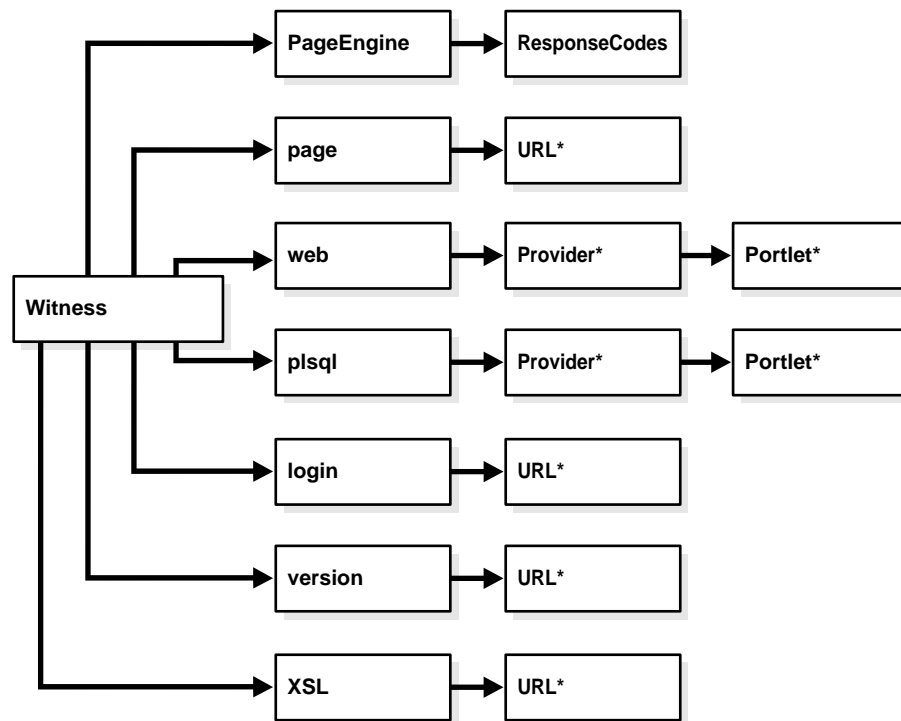 PageEngine
ResponseCodes
page
URL*
web
Provider*
Portlet*
Witness
plsql
Provider*
Portlet*
login
URL*
version
URL*
XSL
URL*